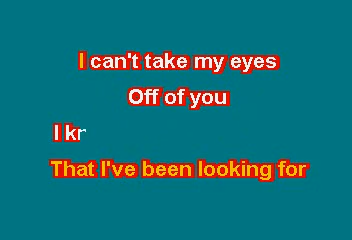 I can't take my eyes
Off of you
I kr
That I've been looking for